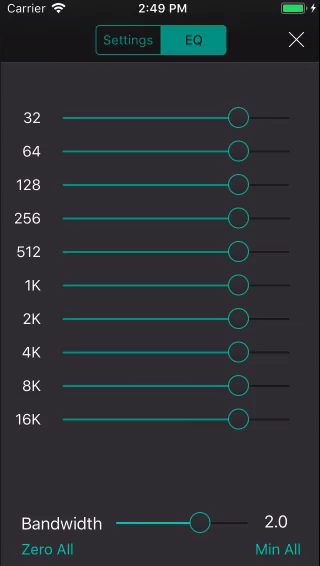 Carrier 2:49 PM
Settings EQ
32
64
128
256
512
1K
2K
4K
8K
16K
Bandwidth 2.0
Zero All Min All